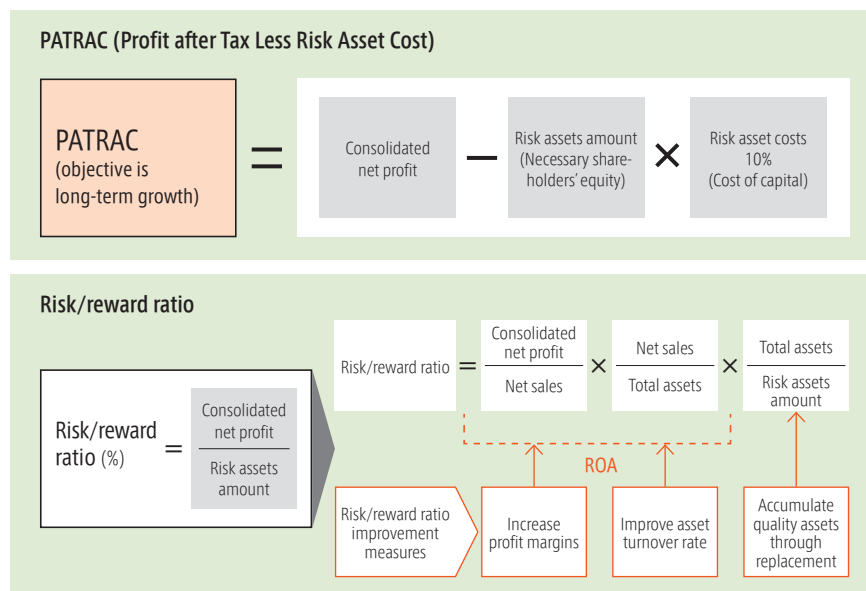 PATRAC (Profit after Tax Less Risk Asset Cost)
PATRAC
(objective is
long-term growth)
=
Consolidated
net profit
−
Risk assets amount
(Necessary share-
holders’ equity)
×
Risk asset costs
10%
(Cost of capital)
Risk/reward ratio
Risk/reward
ratio (%)
=
Consolidated
net profit
Risk assets
amount
Risk/reward ratio
=
Consolidated
net profit
Net sales
×
Net sales
Total assets
×
Total assets
Risk assets
amount
ROA
Risk/reward ratio
improvement
measures
Increase
profit margins
Improve asset
turnover rate
Accumulate
quality assets
through
replacement